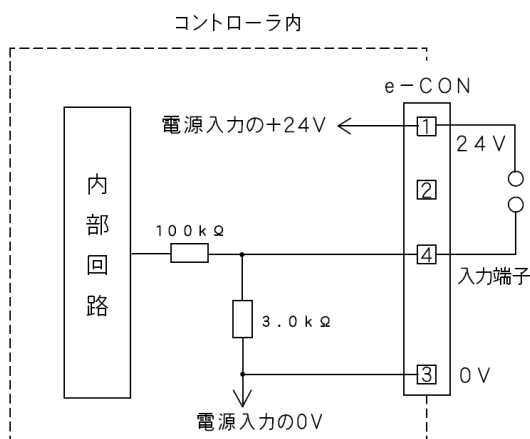 コントローラ内
e－CON
電源入力の＋24V
1
24V
2
内部回路
100kΩ
4
入力端子
3.0kΩ
3
0V
電源入力の0V